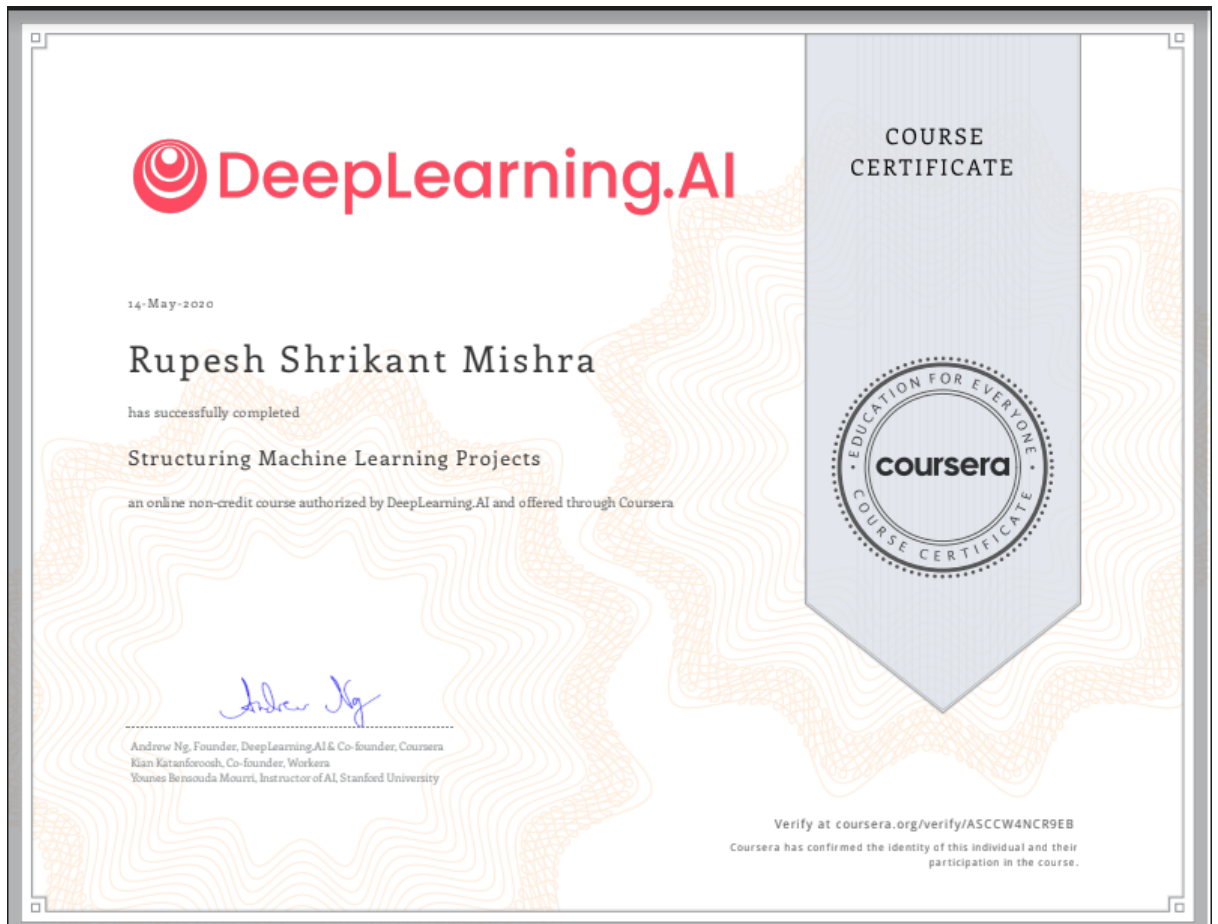 DeepLearning.AI
COURSE
CERTIFICATE
14-May-2020
Rupesh Shrikant Mishra
has successfully completed
Structuring Machine Learning Projects
an online non-credit course authorized by DeepLearning.AI and offered through Coursera
EDUCATION FOR EVERYONE
coursera
COURSE CERTIFICATE
Andrew Ng
Andrew Ng, Founder, DeepLearning.AI & Co-founder, Coursera
Kian Katanforoosh, Co-founder, Workera
Younes Bensouda Mourri, Instructor of AI, Stanford University
Verify at coursera.org/verify/ASCCW4NCR9EB
Coursera has confirmed the identity of this individual and their
participation in the course.